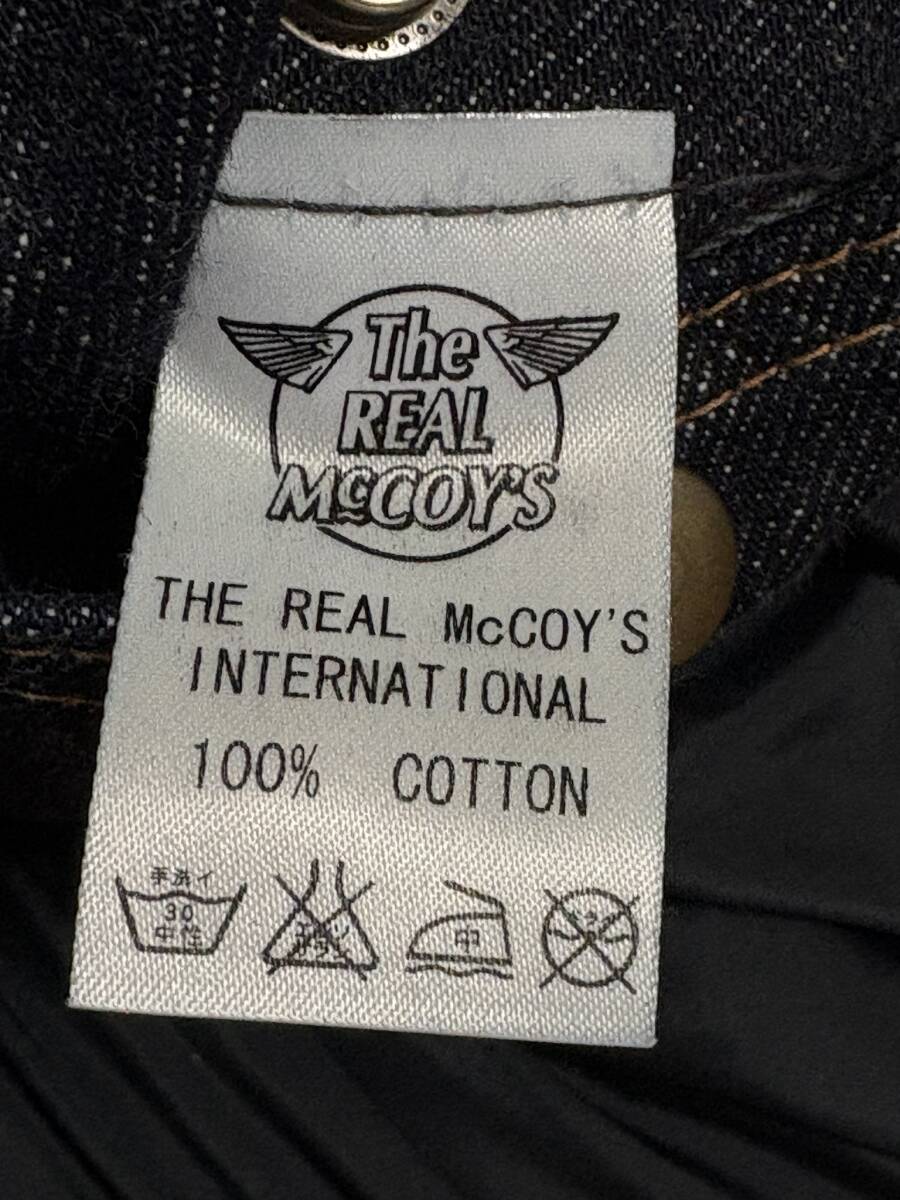 The
REAL
McCOY'S
THE REAL McCOY'S
INTERNATIONAL
100% COTTON
手洗イ
30
中性
中